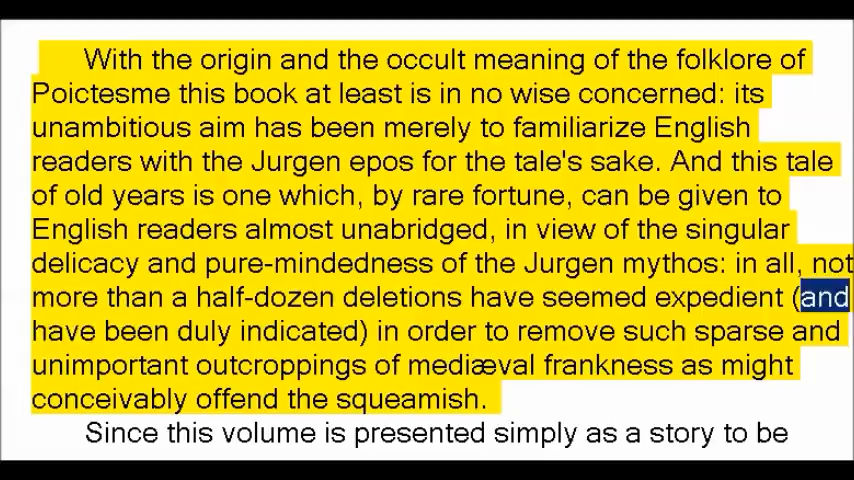 With the origin and the occult meaning of the folklore of
Poictesme this book at least is in no wise concerned: its
unambitious aim has been merely to familiarize English
readers with the Jurgen epos for the tale's sake. And this tale
of old years is one which, by rare fortune, can be given to
English readers almost unabridged, in view of the singular
delicacy and pure-mindedness of the Jurgen mythos: in all, not
more than a half-dozen deletions have seemed expedient (and
have been duly indicated) in order to remove such sparse and
unimportant outcroppings of mediæval frankness as might
conceivably offend the squeamish.
Since this volume is presented simply as a story to be